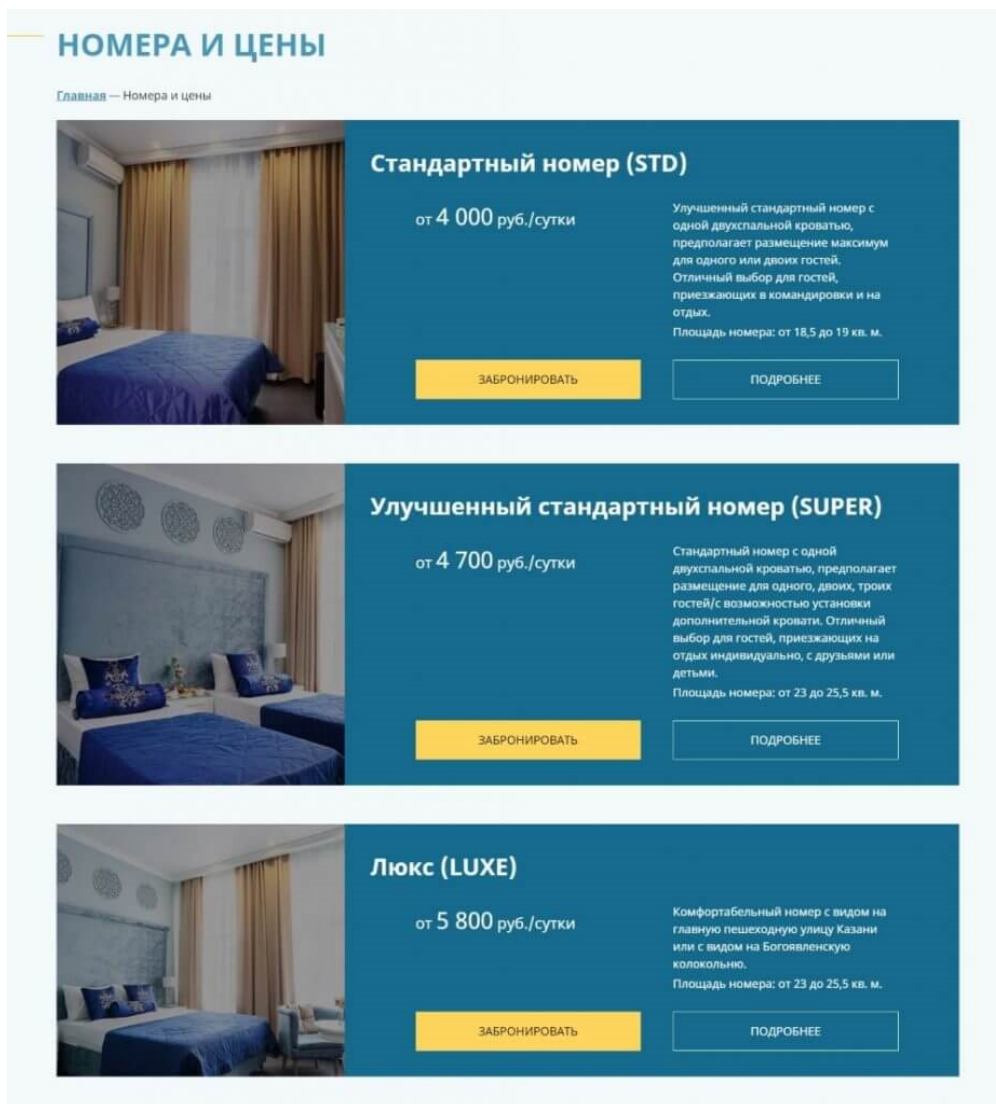 НОМЕРА И ЦЕНЫ
Главная — Номера и цены
Стандартный номер (STD)
от 4 000 руб./сутки
Улучшенный стандартный номер с
одной двухспальной кроватью,
предполагает размещение максимум
для одного или двоих гостей.
Отличный выбор для гостей,
приезжающих в командировки и на
отдых.
Площадь номера: от 18,5 до 19 кв. м.
ЗАБРОНИРОВАТЬ
ПОДРОБНЕЕ
Улучшенный стандартный номер (SUPER)
от 4 700 руб./сутки
Стандартный номер с одной
двухспальной кроватью, предполагает
размещение для одного, двоих, троих
гостей/с возможностью установки
дополнительной кровати. Отличный
выбор для гостей, приезжающих на
отдых индивидуально, с друзьями или
детьми.
Площадь номера: от 23 до 25,5 кв. м.
ЗАБРОНИРОВАТЬ
ПОДРОБНЕЕ
Люкс (LUXE)
от 5 800 руб./сутки
Комфортабельный номер с видом на
главную пешеходную улицу Казани
или с видом на Богоявленскую
колокольню.
Площадь номера: от 23 до 25,5 кв. м.
ЗАБРОНИРОВАТЬ
ПОДРОБНЕЕ